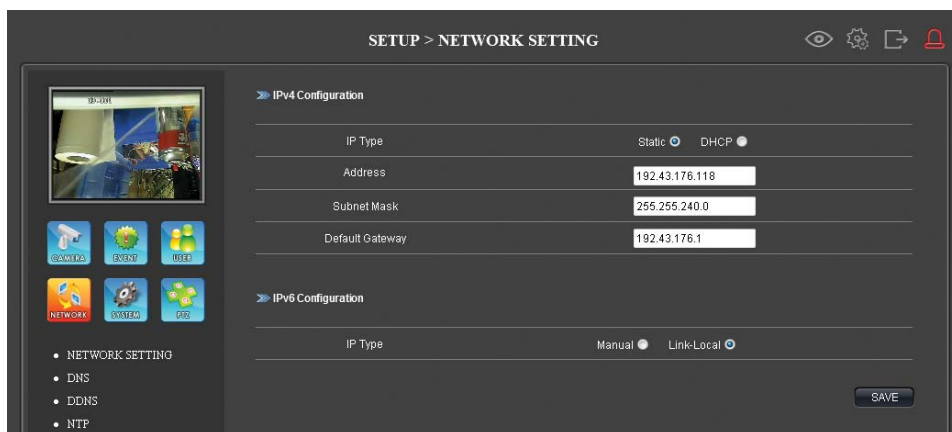 SETUP > NETWORK SETTING
IPv4 Configuration
IP Type Static DHCP
Address 192.43.176.118
Subnet Mask 255.255.240.0
Default Gateway 192.43.176.1
CAMERA EVENT USER
NETWORK SYSTEM PTZ
IPv6 Configuration
IP Type Manual Link-Local
• NETWORK SETTING
• DNS
• DDNS
• NTP
SAVE